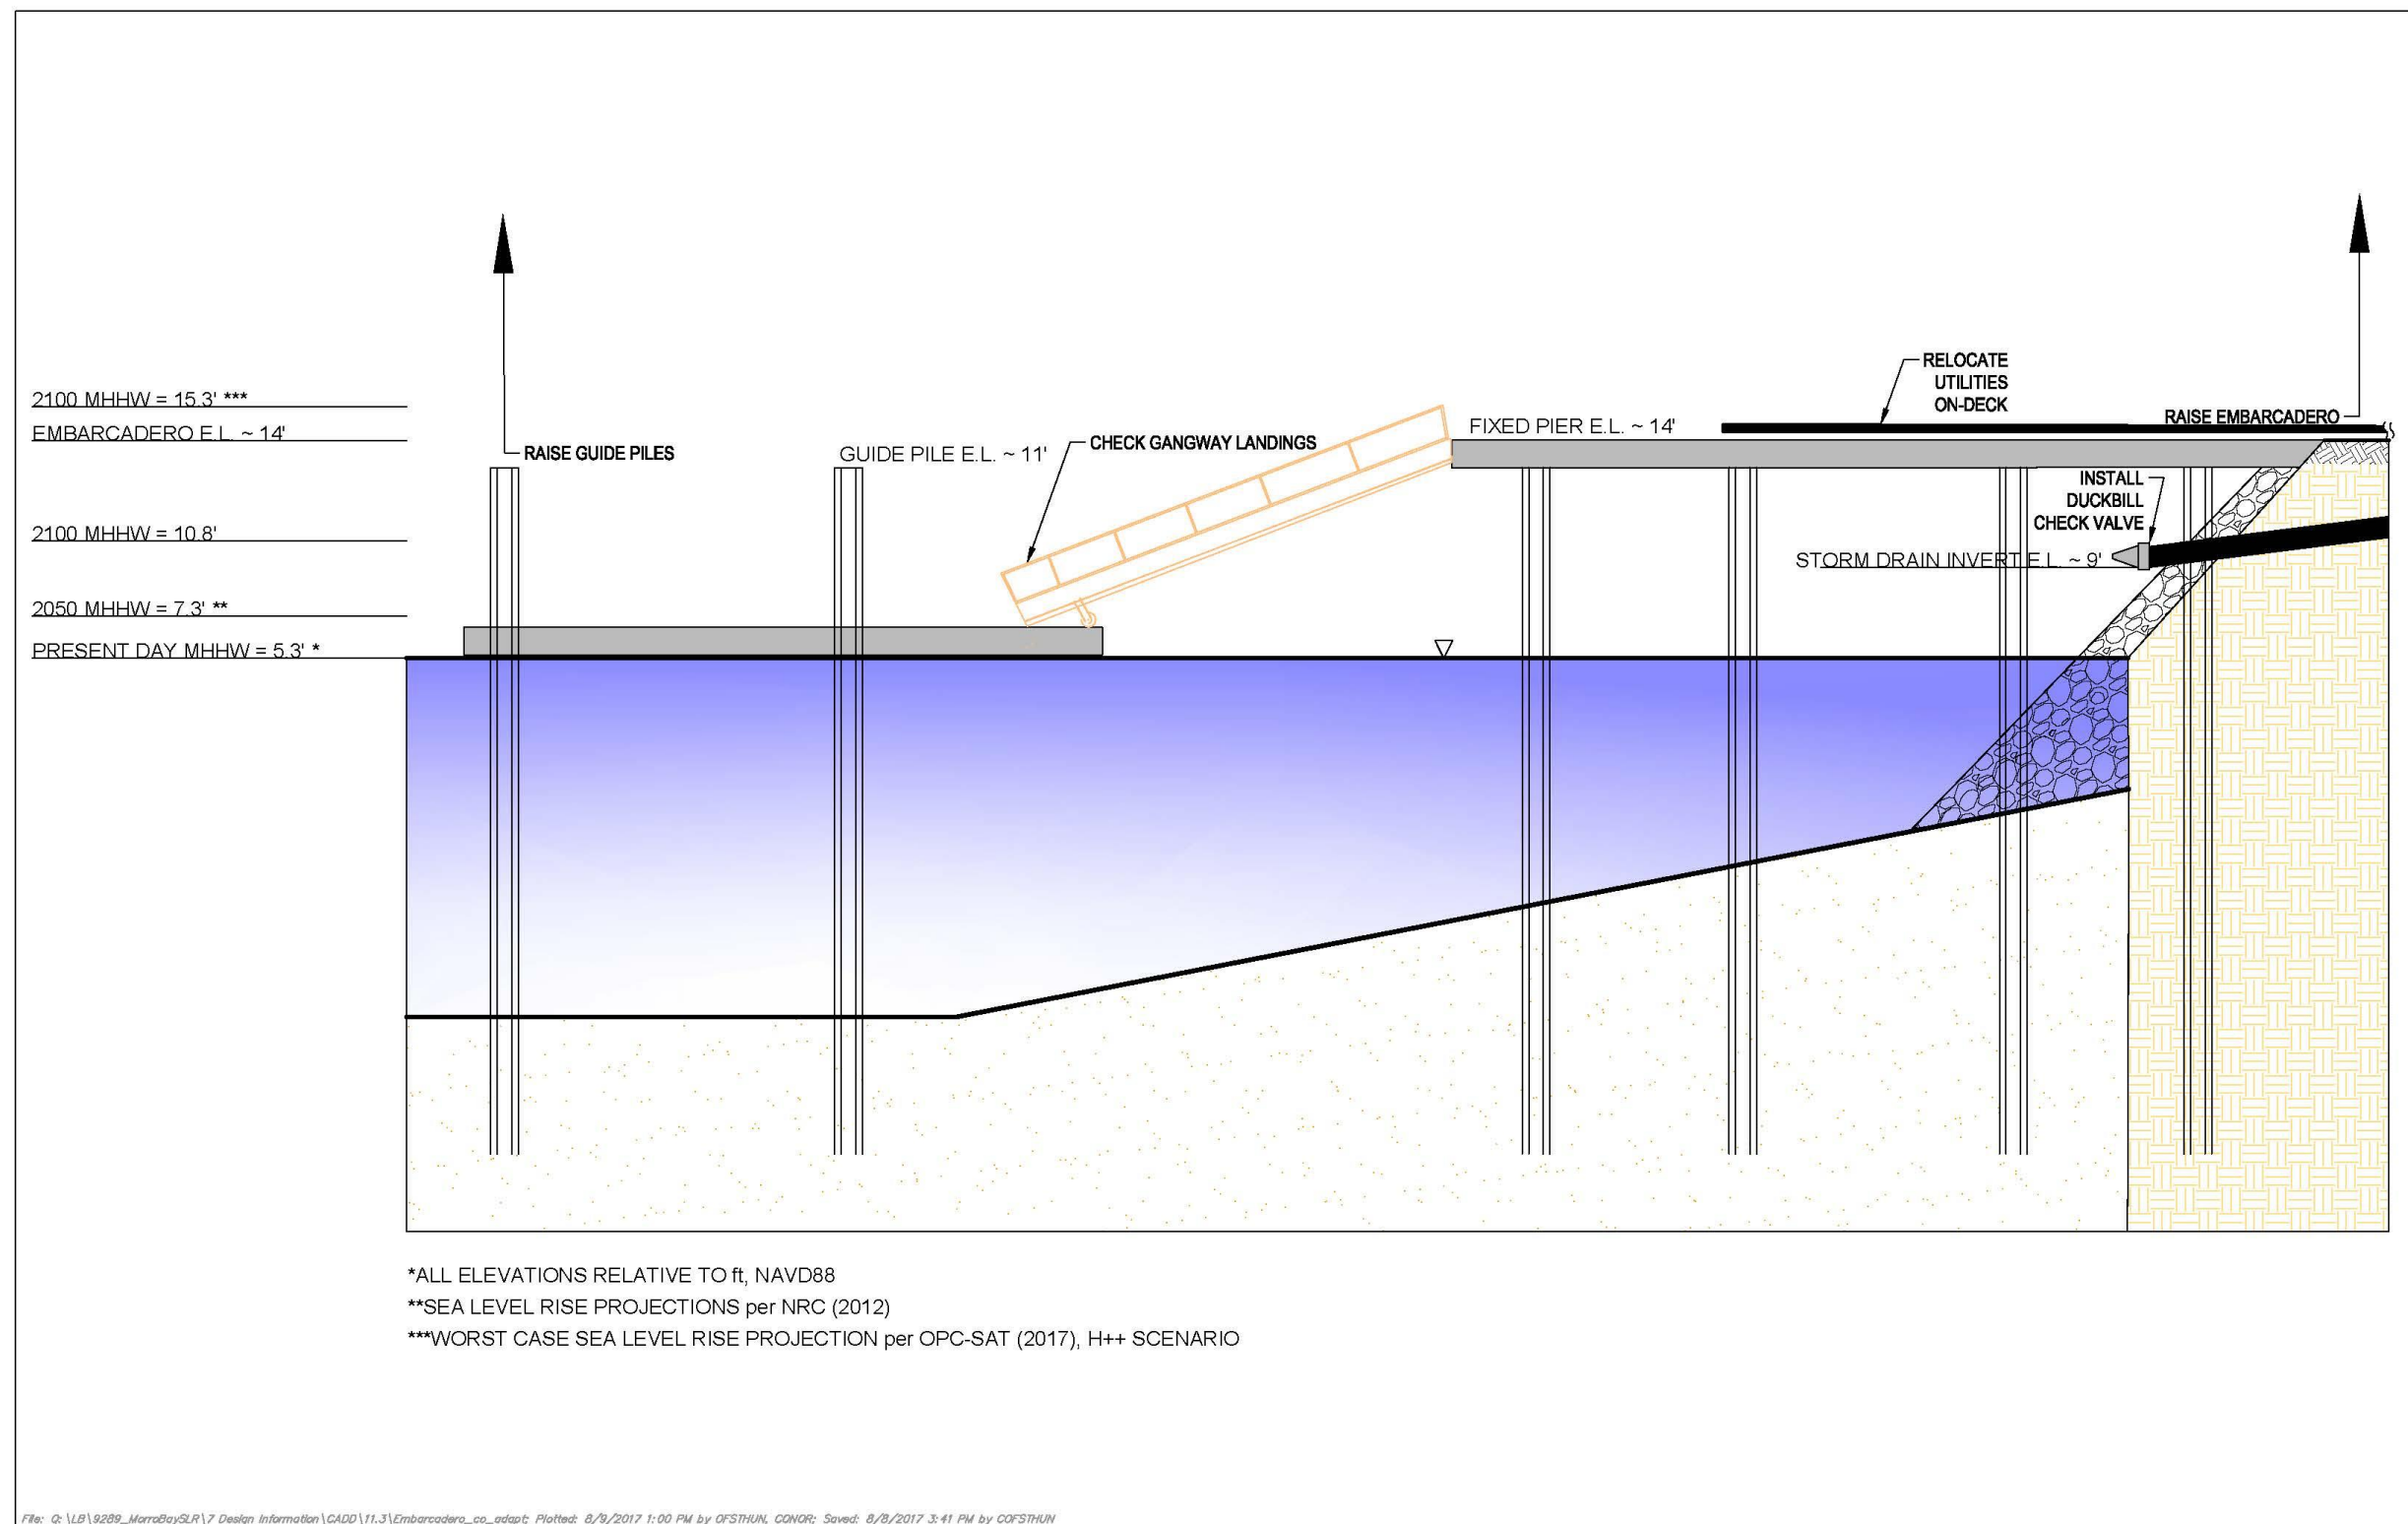 RELOCATE
UTILITIES
ON-DECK
2100 MHHW = 15.3' ***
EMBARCADERO E.L. ~ 14'
RAISE GUIDE PILES
GUIDE PILE E.L. ~ 11'
CHECK GANGWAY LANDINGS
FIXED PIER E.L. ~ 14'
RAISE EMBARCADERO
INSTALL
DUCKBILL
CHECK VALVE
2100 MHHW = 10.8'
STORM DRAIN INVERT E.L. ~ 9'
2050 MHHW = 7.3' **
PRESENT DAY MHHW = 5.3' *
*ALL ELEVATIONS RELATIVE TO ft, NAVD88
**SEA LEVEL RISE PROJECTIONS per NRC (2012)
***WORST CASE SEA LEVEL RISE PROJECTION per OPC-SAT (2017), H++ SCENARIO
File: Q:\LB\9289_MorroBaySLR\7 Design Information\CADD\11.3\Embarcadero_co_adapt; Plotted: 8/9/2017 1:00 PM by OFSTHUN, CONOR; Saved: 8/8/2017 3:41 PM by COFSTHUN